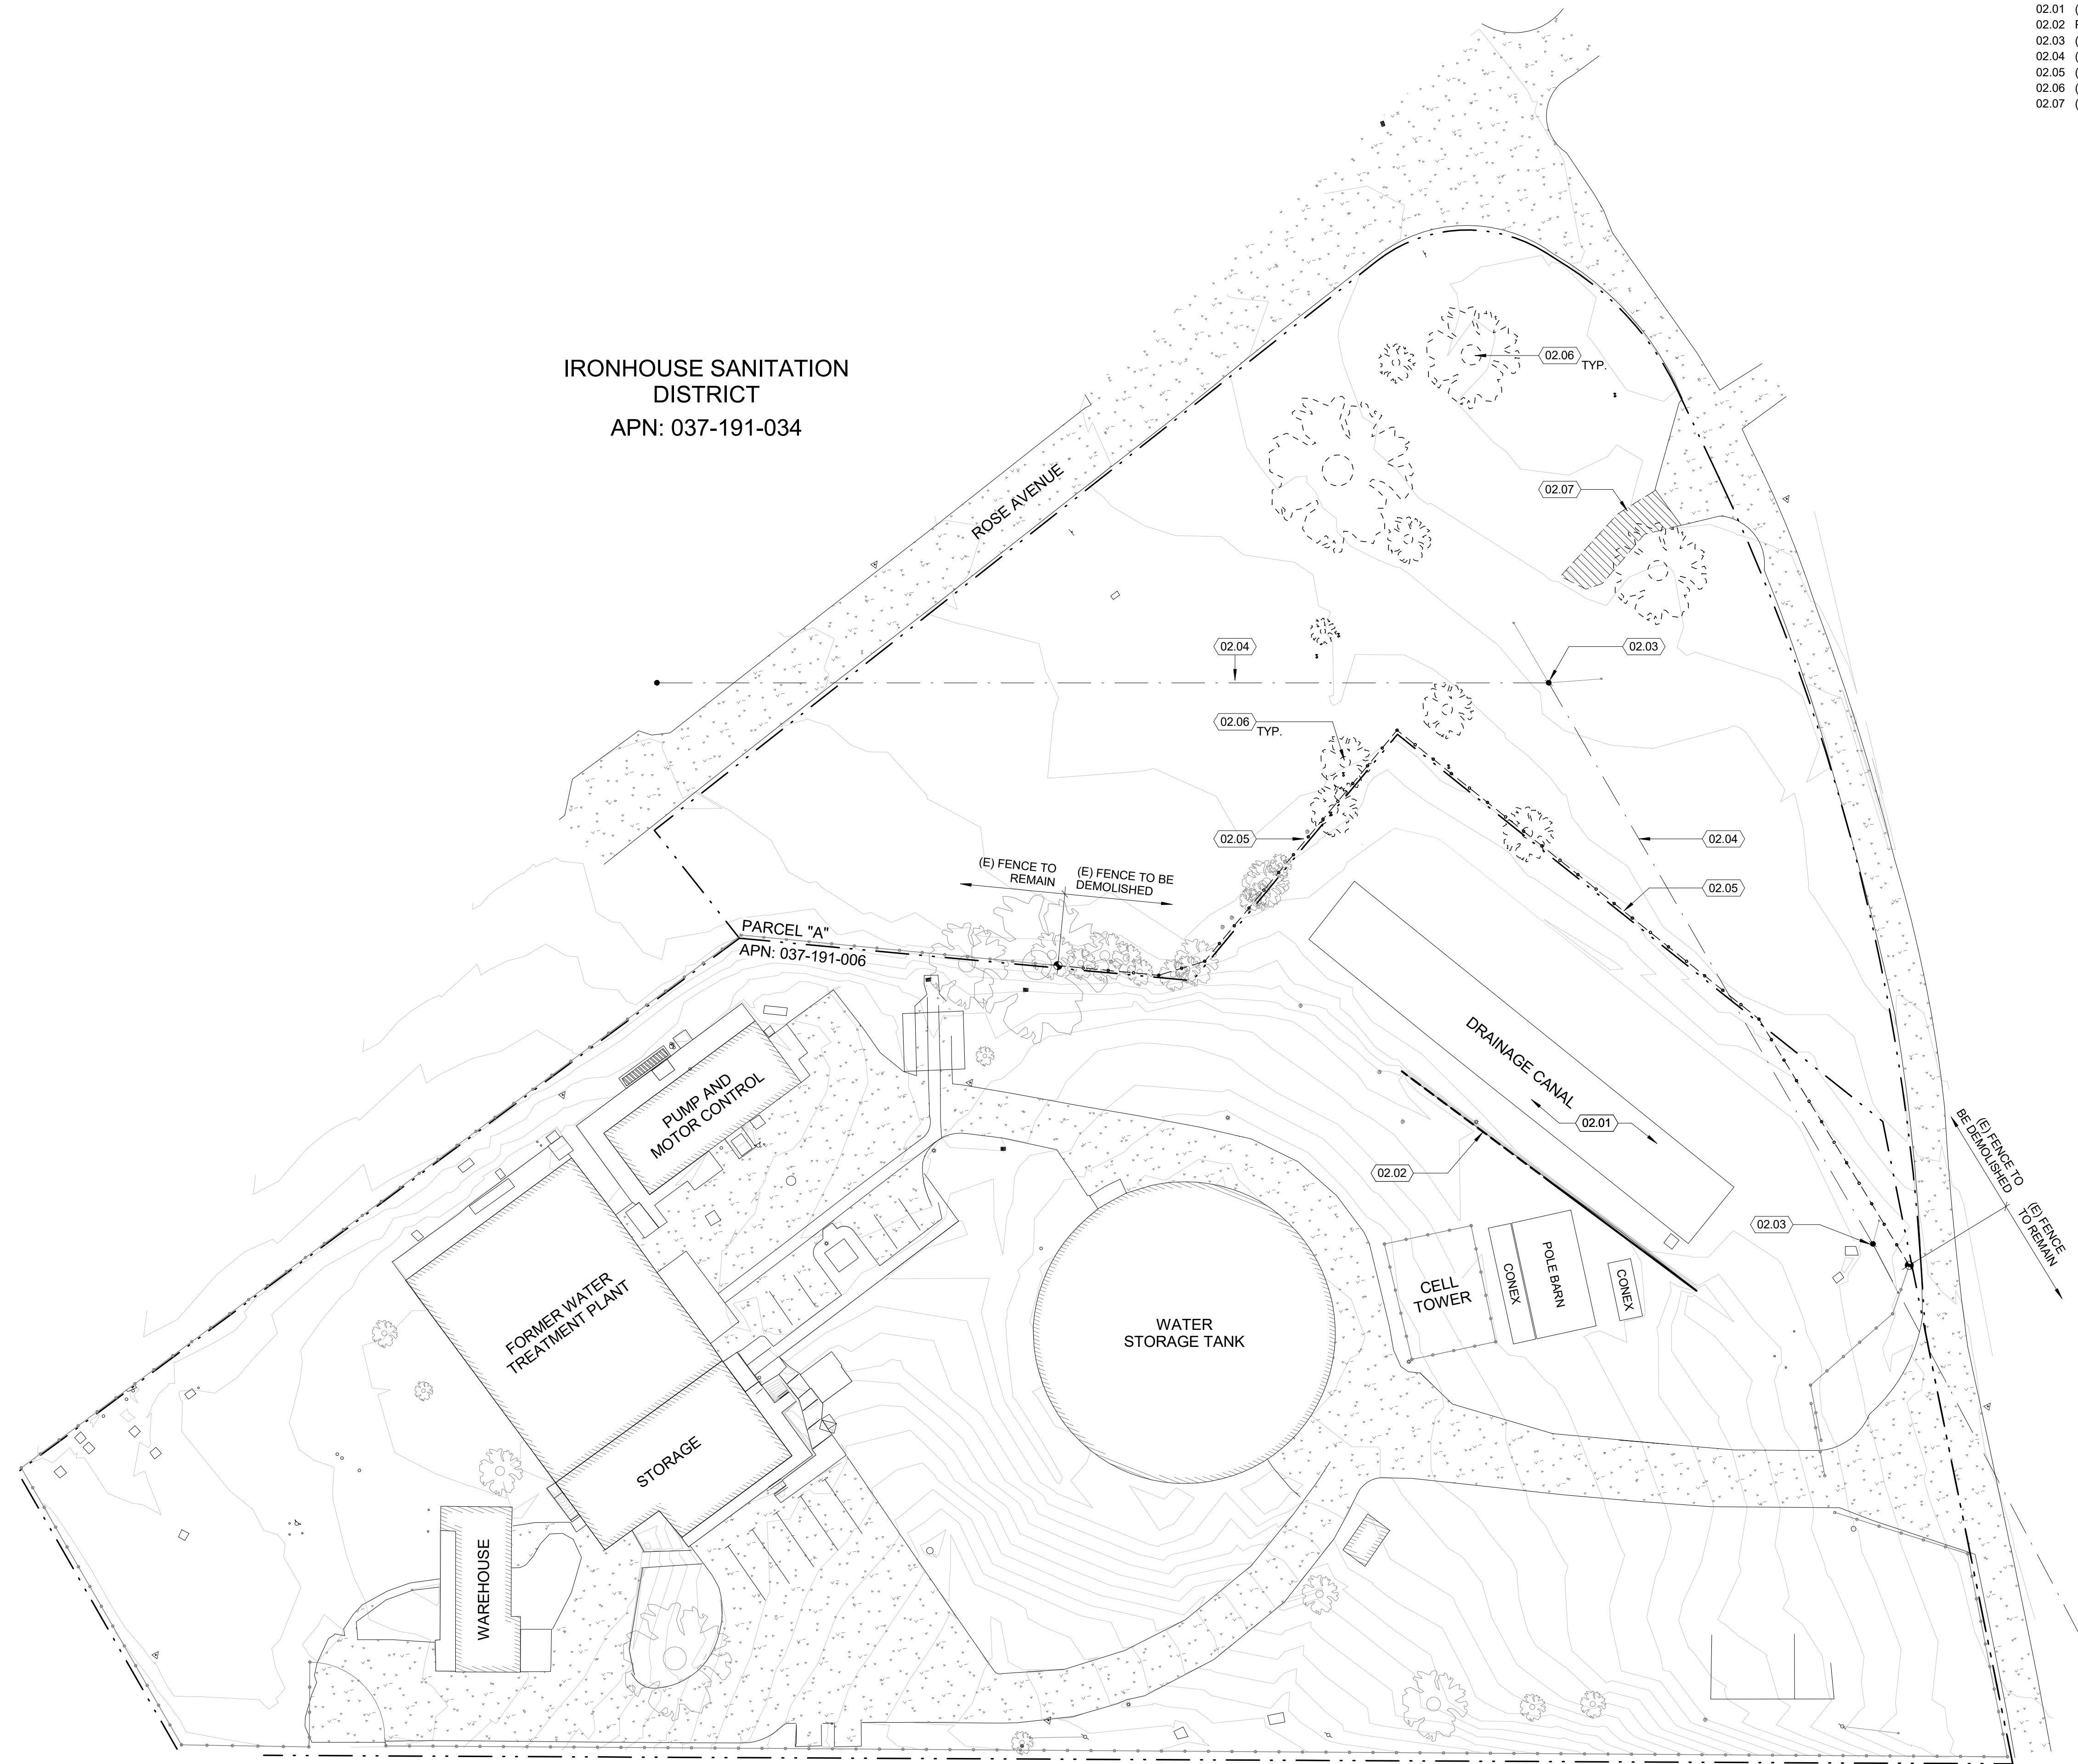 02.01 (
02.02
02.03 (
02.04 (
02.05 (
02.06 (
02.07 (
IRONHOUSE SANITATION
DISTRICT
APN: 037-191-034
ROSE AVENUE
02.06
TYP.
02.07
02.04
02.03
02.06
TYP.
02.05
02.04
02.05
(E) FENCE TO
REMAIN
(E) FENCE TO BE
DEMOLISHED
PARCEL "A"
APN: 037-191-006
DRAINAGE CANAL
02.01
02.02
PUMP AND
MOTOR CONTROL
(E) FENCE TO
BE DEMOLISHED
(E) FENCE
TO REMAIN
02.03
FORMER WATER
TREATMENT PLANT
WATER
STORAGE TANK
CELL
TOWER
CONEX
POLE BARN
CONEX
STORAGE
WAREHOUSE